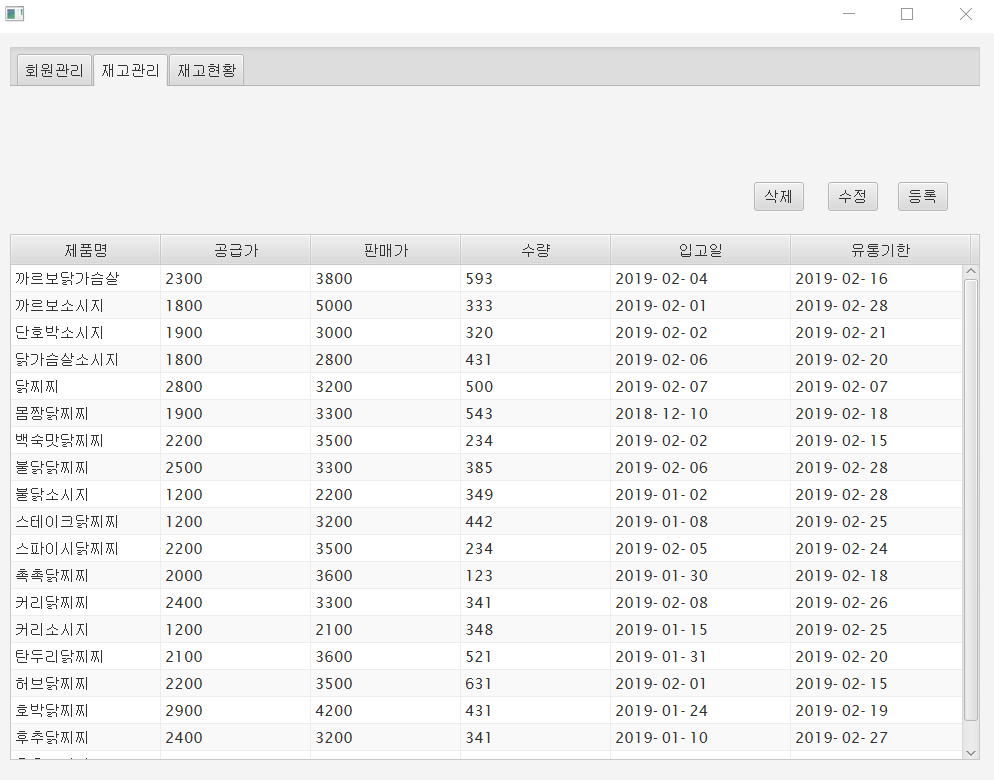 회원관리 재고관리 재고현황
삭제 수정 등록
제품명 공급가 판매가 수량 입고일 유통기한
까르보닭가슴살 2300 3800 593 2019-02-04 2019-02-16
까르보소시지 1800 5000 333 2019-02-01 2019-02-28
단호박소시지 1900 3000 320 2019-02-02 2019-02-21
닭가슴살소시지 1800 2800 431 2019-02-06 2019-02-20
닭찌찌 2800 3200 500 2019-02-07 2019-02-07
몸짱닭찌찌 1900 3300 543 2018-12-10 2019-02-18
백숙맛닭찌찌 2200 3500 234 2019-02-02 2019-02-15
불닭닭찌찌 2500 3300 385 2019-02-06 2019-02-28
불닭소시지 1200 2200 349 2019-01-02 2019-02-28
스테이크닭찌찌 1200 3200 442 2019-01-08 2019-02-25
스파이시닭찌찌 2200 3500 234 2019-02-05 2019-02-24
촉촉닭찌찌 2000 3600 123 2019-01-30 2019-02-18
커리닭찌찌 2400 3300 341 2019-02-08 2019-02-26
커리소시지 1200 2100 348 2019-01-15 2019-02-25
탄두리닭찌찌 2100 3600 521 2019-01-31 2019-02-20
허브닭찌찌 2200 3500 631 2019-02-01 2019-02-15
호박닭찌찌 2900 4200 431 2019-01-24 2019-02-19
후추닭찌찌 2400 3200 341 2019-01-10 2019-02-27